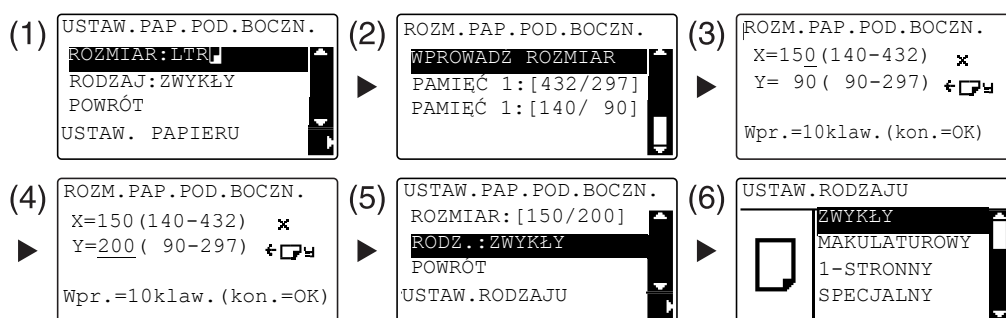 (1)
USTAW.PAP.POD.BOCZN.
ROZMIAR:LTR
RODZAJ:ZWYKŁY
POWRÓT
USTAW. PAPIERU
(2)
ROZM.PAP.POD.BOCZN.
WPROWADZ ROZMIAR
PAMIĘĆ 1:[432/297]
PAMIĘĆ 1:[140/ 90]
(3)
ROZM.PAP.POD.BOCZN.
X=150(140-432) x
Y= 90( 90-297) y
Wpr.=10klaw.(kon.=OK)
(4)
ROZM.PAP.POD.BOCZN.
X=150(140-432) x
Y=200( 90-297) y
Wpr.=10klaw.(kon.=OK)
(5)
USTAW.PAP.POD.BOCZN.
ROZMIAR:[150/200]
RODZ.:ZWYKŁY
POWRÓT
USTAW.RODZAJU
(6)
USTAW.RODZAJU
ZWYKŁY
MAKULATUROWY
1-STRONNY
SPECJALNY